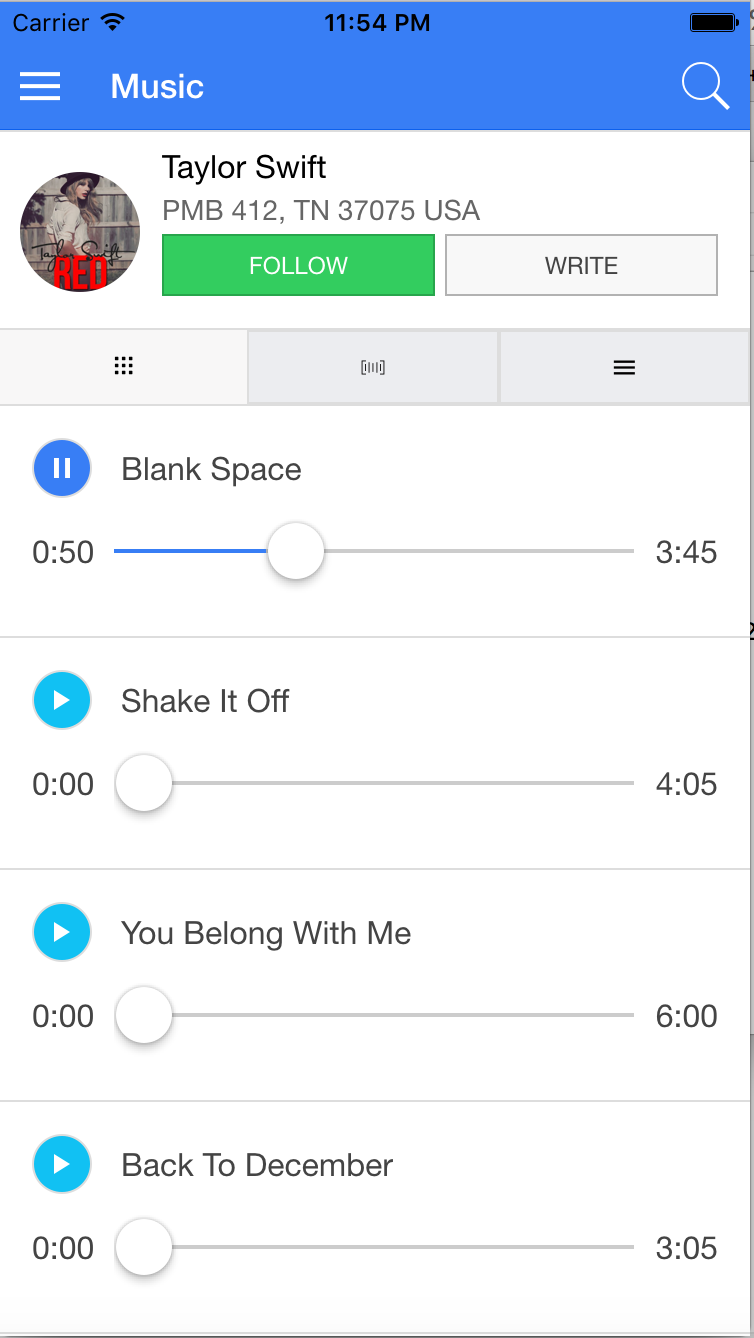 Carrier 11:54 PM
Music
Taylor Swift
PMB 412, TN 37075 USA
Taylor Swift
RED
FOLLOW WRITE
Blank Space
0:50 3:45
Shake It Off
0:00 4:05
You Belong With Me
0:00 6:00
Back To December
0:00 3:05